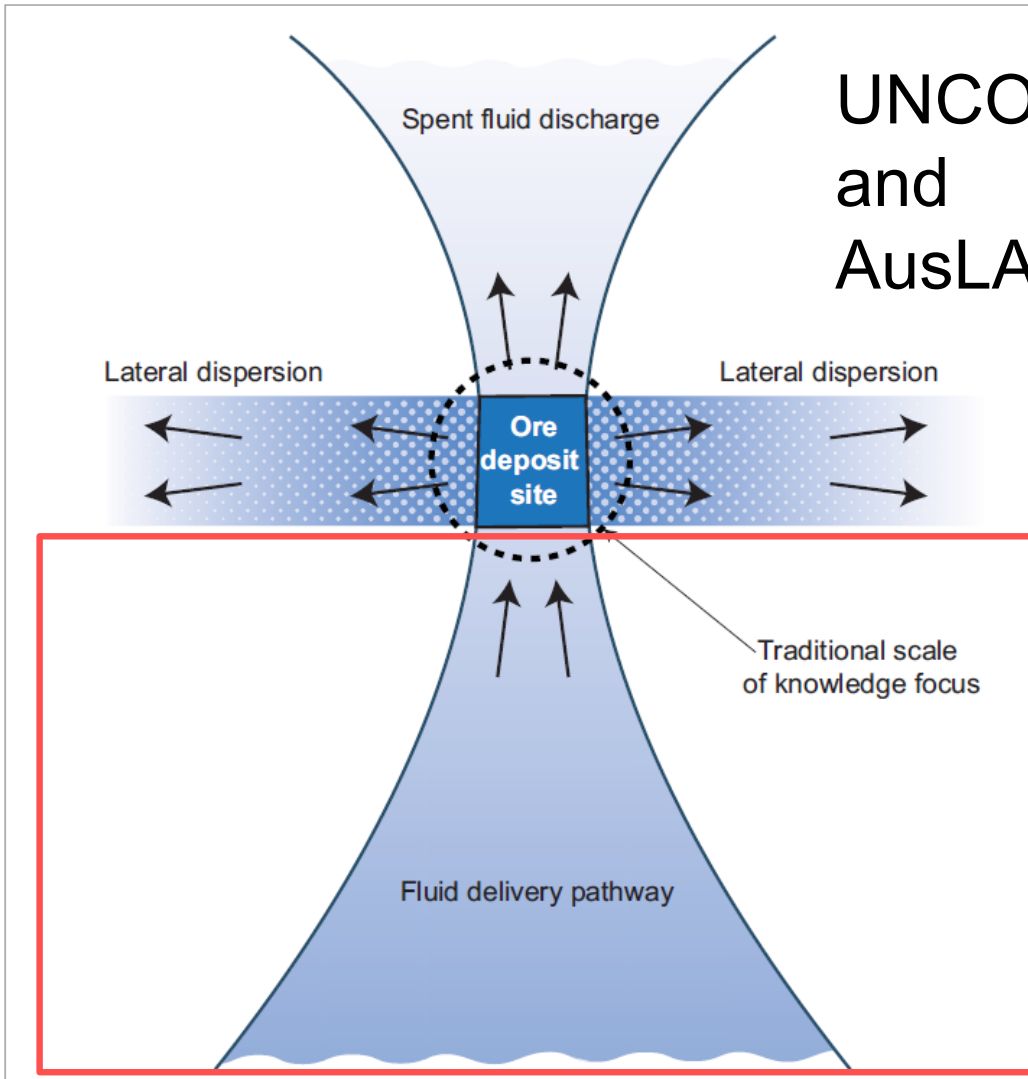 UNCO
and
AusLA
Spent fluid discharge
Lateral dispersion
Lateral dispersion
Ore
deposit
site
Traditional scale
of knowledge focus
Fluid delivery pathway